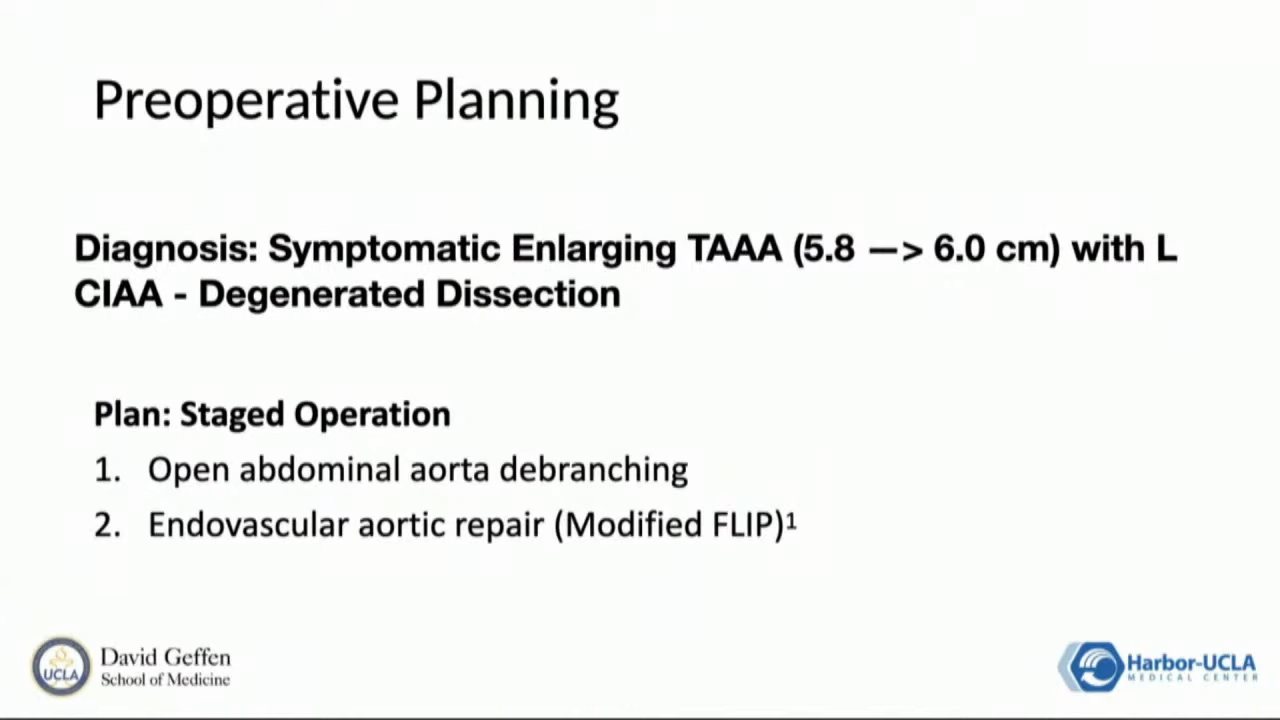 Preoperative Planning
Diagnosis: Symptomatic Enlarging TAAA (5.8 —> 6.0 cm) with L
CIAA - Degenerated Dissection
Plan: Staged Operation
1. Open abdominal aorta debranching
2. Endovascular aortic repair (Modified FLIP)¹
UCLA
David Geffen
School of Medicine
Harbor-UCLA
MEDICAL CENTER